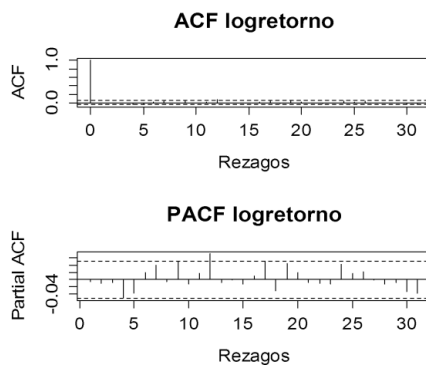 ACF logretorno
ACF
1.0
0.0
0 5 10 15 20 25 30
Rezagos
PACF logretorno
Partial ACF
-0.04
0 5 10 15 20 25 30
Rezagos